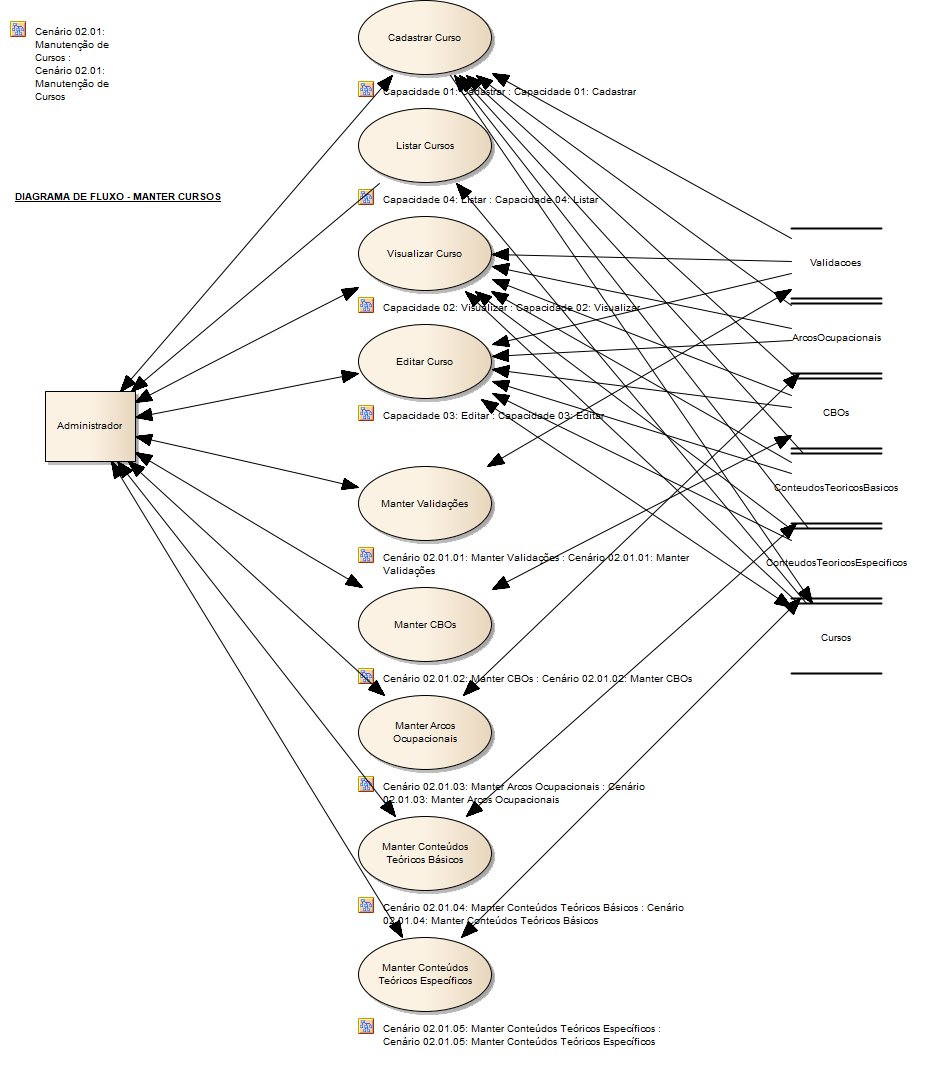 Cenário 02.01:
Manutenção de
Cursos :
Cenário 02.01:
Manutenção de
Cursos
DIAGRAMA DE FLUXO - MANTER CURSOS
Administrador
Cadastrar Curso
Capacidade 01: Cadastrar : Capacidade 01: Cadastrar
Listar Cursos
Capacidade 04: Listar : Capacidade 04: Listar
Visualizar Curso
Capacidade 02: Visualizar : Capacidade 02: Visualizar
Editar Curso
Capacidade 03: Editar : Capacidade 03: Editar
Manter Validações
Cenário 02.01.01: Manter Validações : Cenário 02.01.01: Manter
Validações
Manter CBOs
Cenário 02.01.02: Manter CBOs : Cenário 02.01.02: Manter CBOs
Manter Arcos
Ocupacionais
Cenário 02.01.03: Manter Arcos Ocupacionais : Cenário
02.01.03: Manter Arcos Ocupacionais
Manter Conteúdos
Teóricos Básicos
Cenário 02.01.04: Manter Conteúdos Teóricos Básicos : Cenário
02.01.04: Manter Conteúdos Teóricos Básicos
Manter Conteúdos
Teóricos Específicos
Cenário 02.01.05: Manter Conteúdos Teóricos Específicos :
Cenário 02.01.05: Manter Conteúdos Teóricos Específicos
Validacoes
ArcosOcupacionais
CBOs
ConteudosTeoricosBasicos
ConteudosTeoricosEspecificos
Cursos